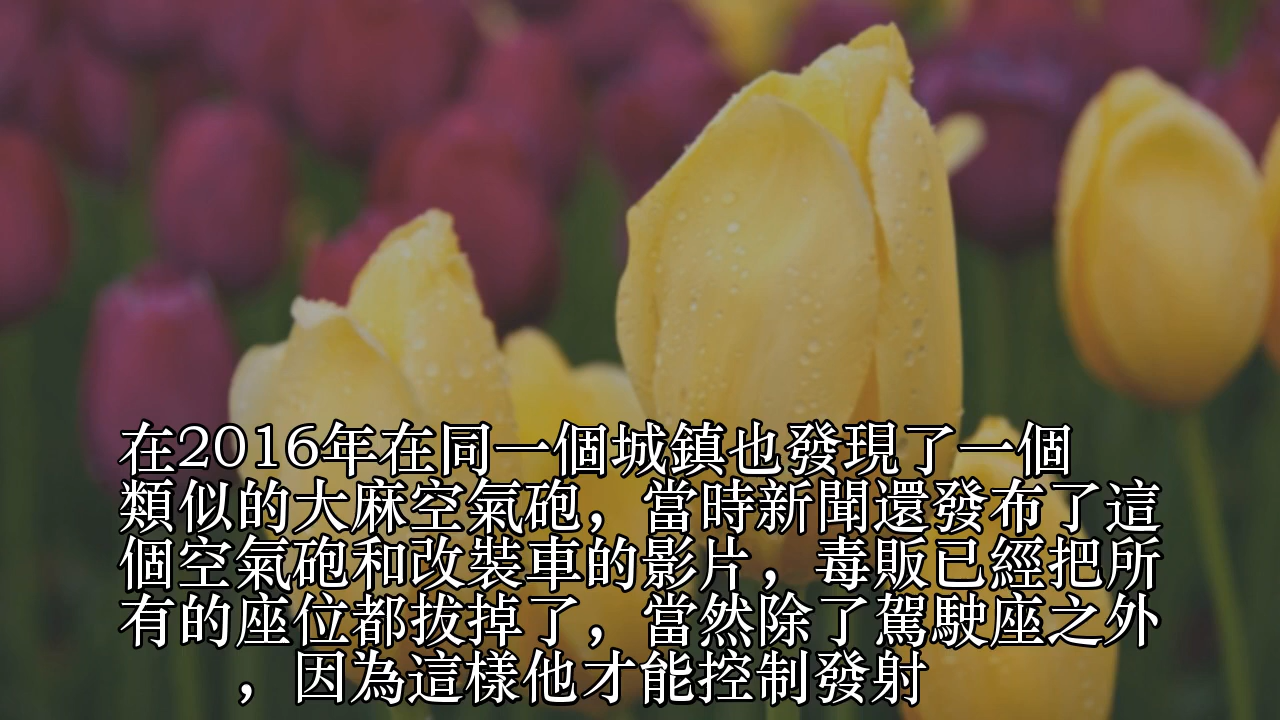 在2016年在同一個城鎮也發現了一個
類似的大麻空氣砲，當時新聞還發布了這
個空氣砲和改裝車的影片，毒販已經把所
有的座位都拔掉了，當然除了駕駛座之外
，因為這樣他才能控制發射